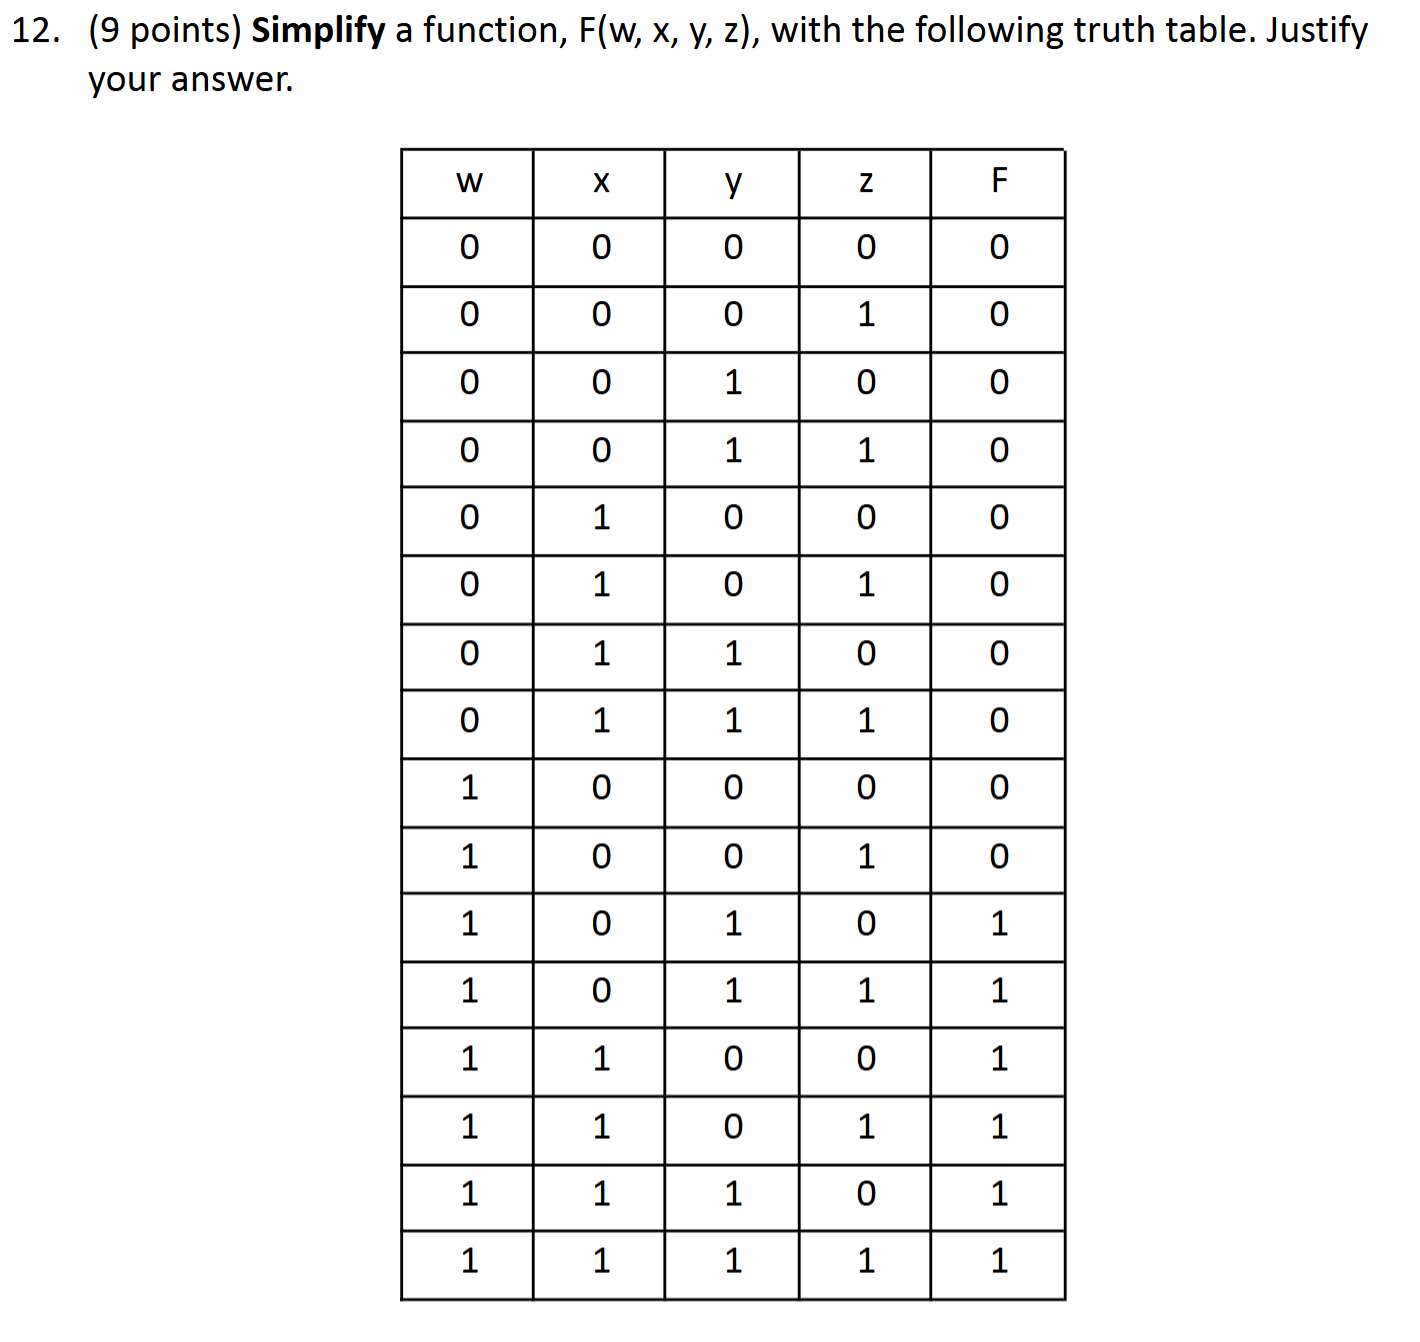 12. (9 points) Simplify a function, F(w, x, y, z), with the following truth table. Justify
your answer.
w x y z F
0 0 0 0 0
0 0 0 1 0
0 0 1 0 0
0 0 1 1 0
0 1 0 0 0
0 1 0 1 0
0 1 1 0 0
0 1 1 1 0
1 0 0 0 0
1 0 0 1 0
1 0 1 0 1
1 0 1 1 1
1 1 0 0 1
1 1 0 1 1
1 1 1 0 1
1 1 1 1 1